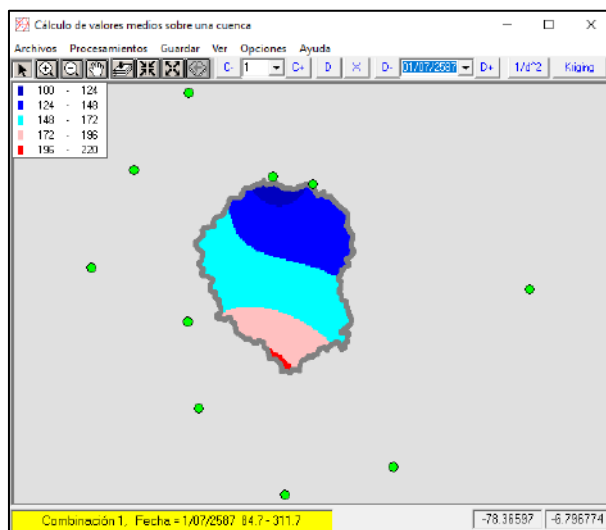 Cálculo de valores medios sobre una cuenca
Archivos Procesamientos Guardar Ver Opciones Ayuda
C- 1 C+ D X D- 01/07/2587 D+ 1/d^2 Kriging
100 - 124
124 - 148
148 - 172
172 - 196
196 - 220
Combinación 1, Fecha = 1/07/2587 84.7 - 311.7
-78.36597 -6.796774